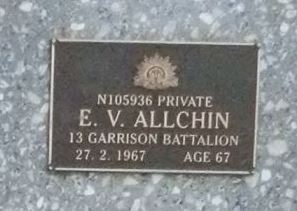 N105936 PRIVATE
E. V. ALLCHIN
13 GARRISON BATTALION
27. 2. 1967 AGE 67